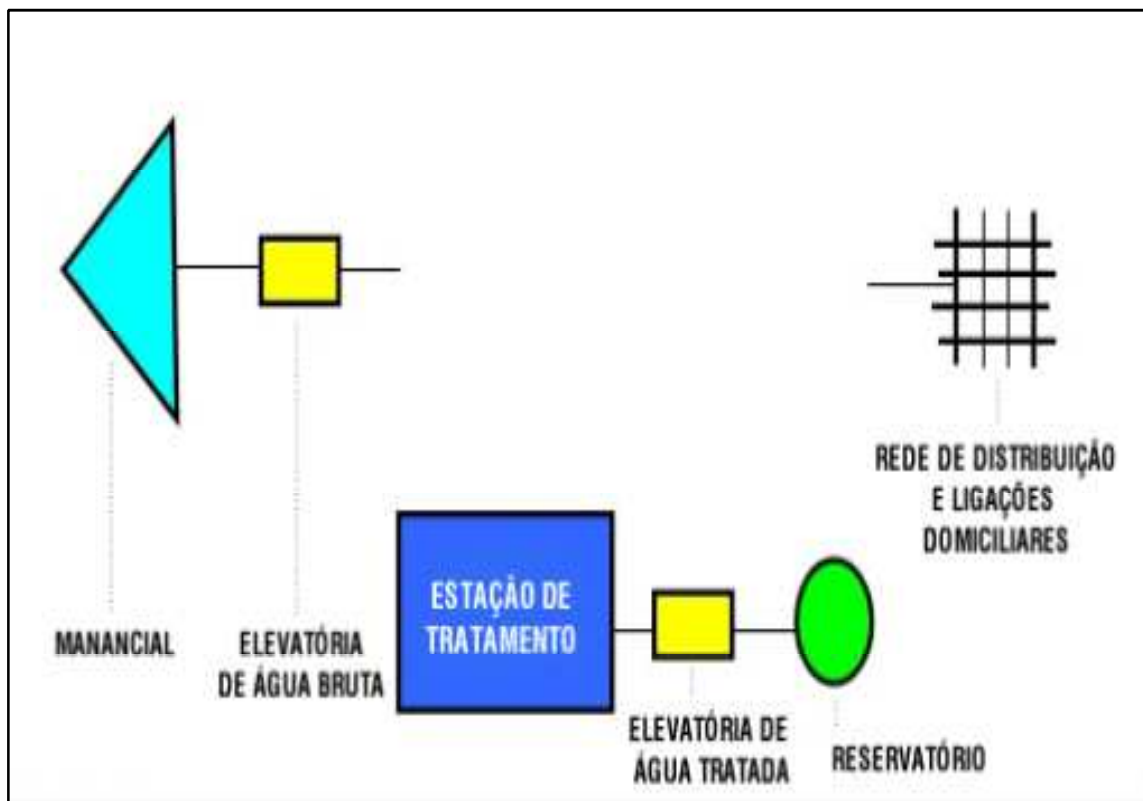 MANANCIAL
ELEVATÓRIA
DE ÁGUA BRUTA
ESTAÇÃO DE
TRATAMENTO
ELEVATÓRIA DE
ÁGUA TRATADA
RESERVATÓRIO
REDE DE DISTRIBUIÇÃO
E LIGAÇÕES
DOMICILIARES